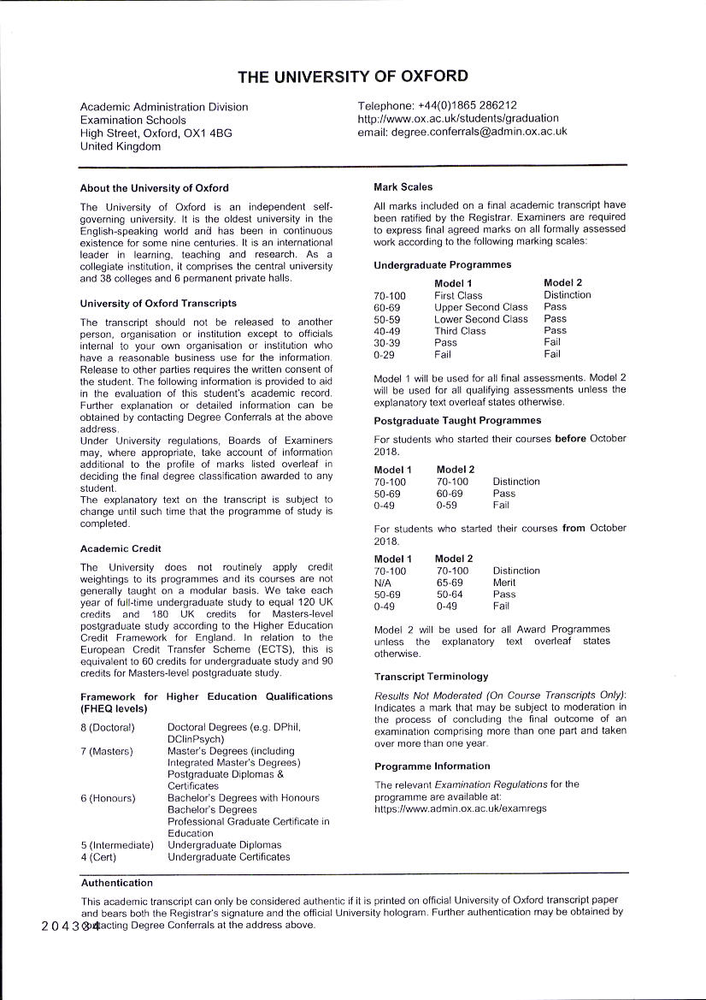 THE UNIVERSITY OF OXFORD
Academic Administration Division
Examination Schools
High Street, Oxford, OX1 4BG
United Kingdom
Telephone: +44(0)1865 286212
http://www.ox.ac.uk/students/graduation
email: degree.conferrals@admin.ox.ac.uk
About the University of Oxford
The University of Oxford is an independent self-
governing university. It is the oldest university in the
English-speaking world and has been in continuous
existence for some nine centuries. It is an international
leader in learning, teaching and research. As a
collegiate institution, it comprises the central university
and 38 colleges and 6 permanent private halls.
University of Oxford Transcripts
The transcript should not be released to another
person, organisation or institution except to officials
internal to your own organisation or institution who
have a reasonable business use for the information.
Release to other parties requires the written consent of
the student. The following information is provided to aid
in the evaluation of this student's academic record.
Further explanation or detailed information can be
obtained by contacting Degree Conferrals at the above
address.
Under University regulations, Boards of Examiners
may, where appropriate, take account of information
additional to the profile of marks listed overleaf in
deciding the final degree classification awarded to any
student.
The explanatory text on the transcript is subject to
change until such time that the programme of study is
completed.
Academic Credit
The University does not routinely apply credit
weightings to its programmes and its courses are not
generally taught on a modular basis. We take each
year of full-time undergraduate study to equal 120 UK
credits and 180 UK credits for Masters-level
postgraduate study according to the Higher Education
Credit Framework for England. In relation to the
European Credit Transfer Scheme (ECTS), this is
equivalent to 60 credits for undergraduate study and 90
credits for Masters-level postgraduate study.
Framework for Higher Education Qualifications
(FHEQ levels)
8 (Doctoral) Doctoral Degrees (e.g. DPhil,
DClinPsych)
7 (Masters) Master's Degrees (including
Integrated Master's Degrees)
Postgraduate Diplomas &
Certificates
6 (Honours) Bachelor's Degrees with Honours
Bachelor's Degrees
Professional Graduate Certificate in
Education
5 (Intermediate) Undergraduate Diplomas
4 (Cert) Undergraduate Certificates
Mark Scales
All marks included on a final academic transcript have
been ratified by the Registrar. Examiners are required
to express final agreed marks on all formally assessed
work according to the following marking scales:
Undergraduate Programmes
Model 1 Model 2
70-100 First Class Distinction
60-69 Upper Second Class Pass
50-59 Lower Second Class Pass
40-49 Third Class Pass
30-39 Pass Fail
0-29 Fail Fail
Model 1 will be used for all final assessments. Model 2
will be used for all qualifying assessments unless the
explanatory text overleaf states otherwise.
Postgraduate Taught Programmes
For students who started their courses before October
2018.
Model 1 Model 2
70-100 70-100 Distinction
50-69 60-69 Pass
0-49 0-59 Fail
For students who started their courses from October
2018.
Model 1 Model 2
70-100 70-100 Distinction
N/A 65-69 Merit
50-69 50-64 Pass
0-49 0-49 Fail
Model 2 will be used for all Award Programmes
unless the explanatory text overleaf states
otherwise.
Transcript Terminology
Results Not Moderated (On Course Transcripts Only):
Indicates a mark that may be subject to moderation in
the process of concluding the final outcome of an
examination comprising more than one part and taken
over more than one year.
Programme Information
The relevant Examination Regulations for the
programme are available at:
https://www.admin.ox.ac.uk/examregs
Authentication
This academic transcript can only be considered authentic if it is printed on official University of Oxford transcript paper
and bears both the Registrar's signature and the official University hologram. Further authentication may be obtained by
contacting Degree Conferrals at the address above.